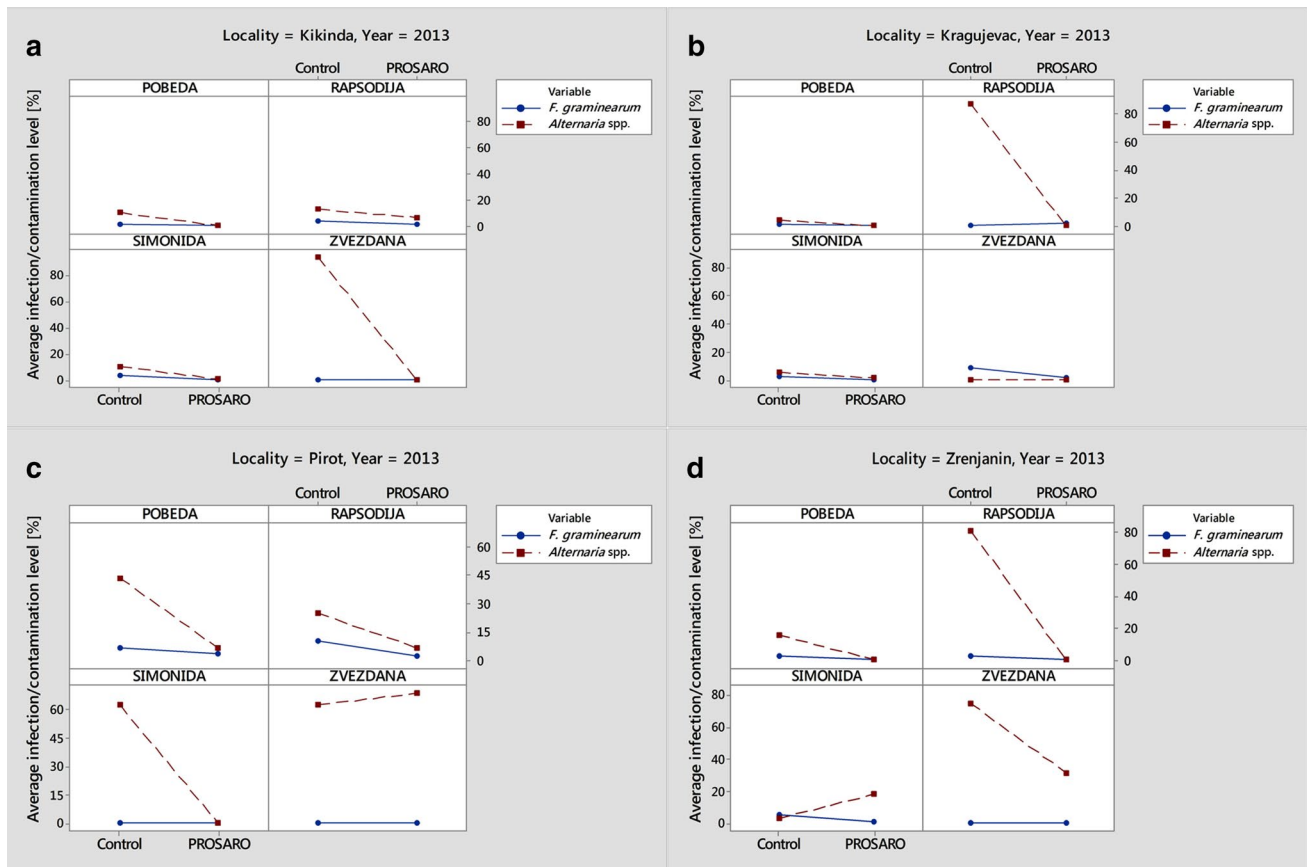 a
Locality = Kikinda, Year = 2013
Control PROSARO
POBEDA RAPSODIJA
Variable
F. graminearum
Alternaria spp.
Average infection/contamination level [%]
80
60
40
20
0
SIMONIDA ZVEZDANA
80
60
40
20
0
Control PROSARO
b
Locality = Kragujevac, Year = 2013
Control PROSARO
POBEDA RAPSODIJA
Variable
F. graminearum
Alternaria spp.
Average infection/contamination level [%]
80
60
40
20
0
SIMONIDA ZVEZDANA
80
60
40
20
0
Control PROSARO
c
Locality = Pirot, Year = 2013
Control PROSARO
POBEDA RAPSODIJA
Variable
F. graminearum
Alternaria spp.
Average infection/contamination level [%]
60
45
30
15
0
SIMONIDA ZVEZDANA
60
45
30
15
0
Control PROSARO
d
Locality = Zrenjanin, Year = 2013
Control PROSARO
POBEDA RAPSODIJA
Variable
F. graminearum
Alternaria spp.
Average infection/contamination level [%]
80
60
40
20
0
SIMONIDA ZVEZDANA
80
60
40
20
0
Control PROSARO